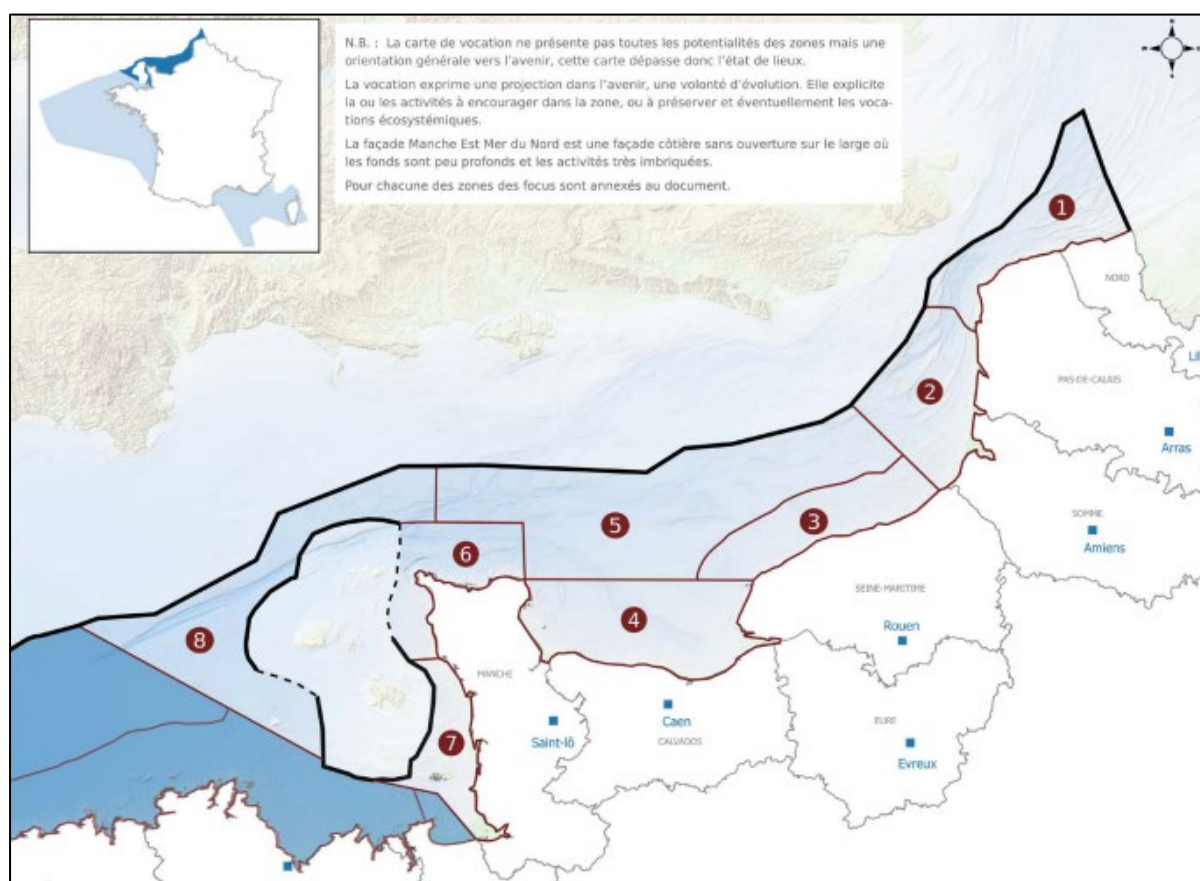 N.B. : La carte de vocation ne présente pas toutes les potentialités des zones mais une
orientation générale vers l'avenir, cette carte dépasse donc l'état de lieux.
La vocation exprime une projection dans l'avenir, une volonté d'évolution. Elle explicite
la ou les activités à encourager dans la zone, ou à préserver et éventuellement les voca-
tions écosystémiques.
La façade Manche Est Mer du Nord est une façade côtière sans ouverture sur le large où
les fonds sont peu profonds et les activités très imbriquées.
Pour chacune des zones des focus sont annexés au document.
1
NORD
Li
PAS-DE-CALAIS
2
Arras
3
5
SOMME
Amiens
6
SEINE-MARITIME
4
Rouen
8
MANCHE
7
Saint-lô
Caen
CALVADOS
EURE
Evreux